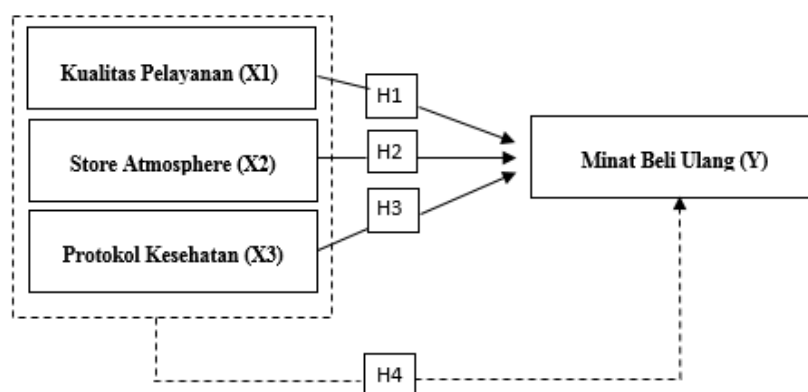 Kualitas Pelayanan (X1)
H1
Store Atmosphere (X2)
H2
Minat Beli Ulang (Y)
H3
Protokol Kesehatan (X3)
H4